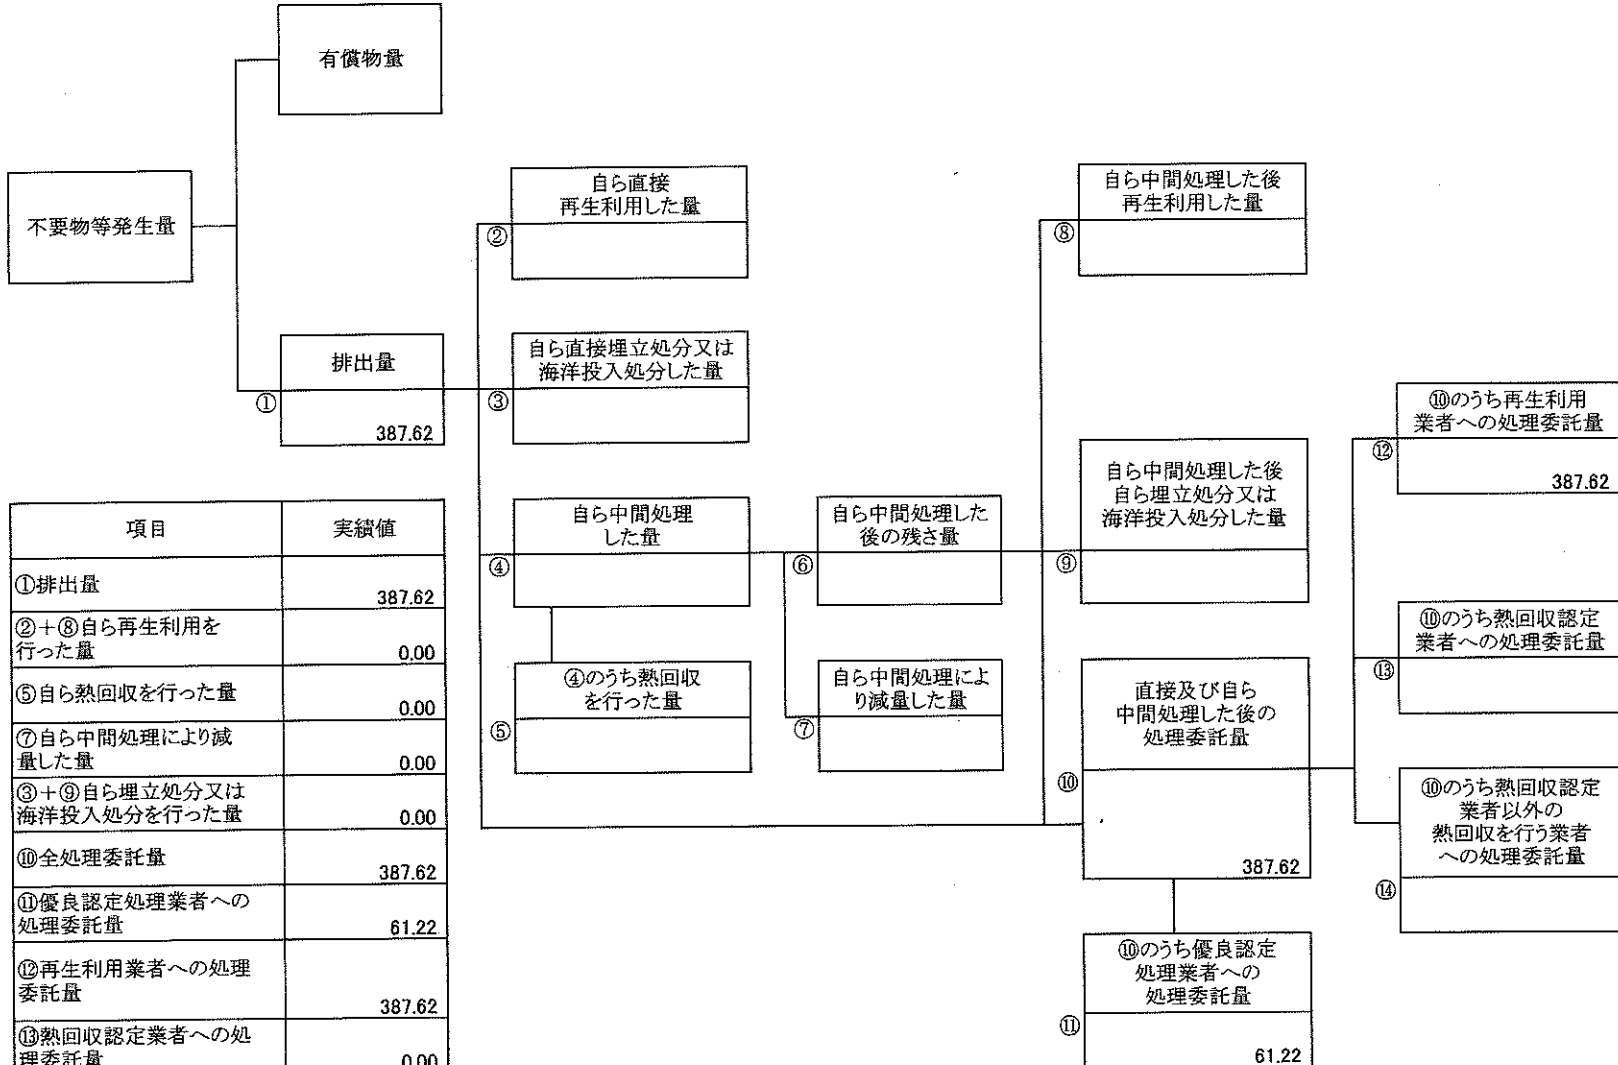 有償物量
不要物等発生量
排出量
①
387.62
自ら直接
再生利用した量
②
自ら直接埋立処分又は
海洋投入処分した量
③
自ら中間処理
した量
④
④のうち熱回収
を行った量
⑤
自ら中間処理した
後の残さ量
⑥
自ら中間処理によ
り減量した量
⑦
自ら中間処理した後
再生利用した量
⑧
自ら中間処理した後
自ら埋立処分又は
海洋投入処分した量
⑨
直接及び自ら
中間処理した後の
処理委託量
⑩
387.62
⑩のうち優良認定
処理業者への
処理委託量
⑪
61.22
⑩のうち再生利用
業者への処理委託量
⑫
387.62
⑩のうち熱回収認定
業者への処理委託量
⑬
⑩のうち熱回収認定
業者以外の
熱回収を行う業者
への処理委託量
⑭
項目 実績値
①排出量 387.62
②+⑧自ら再生利用を
行った量 0.00
⑤自ら熱回収を行った量 0.00
⑦自ら中間処理により減
量した量 0.00
③+⑨自ら埋立処分又は
海洋投入処分を行った量 0.00
⑩全処理委託量 387.62
⑪優良認定処理業者への
処理委託量 61.22
⑫再生利用業者への処理
委託量 387.62
⑬熱回収認定業者への処
理委託量 0.00